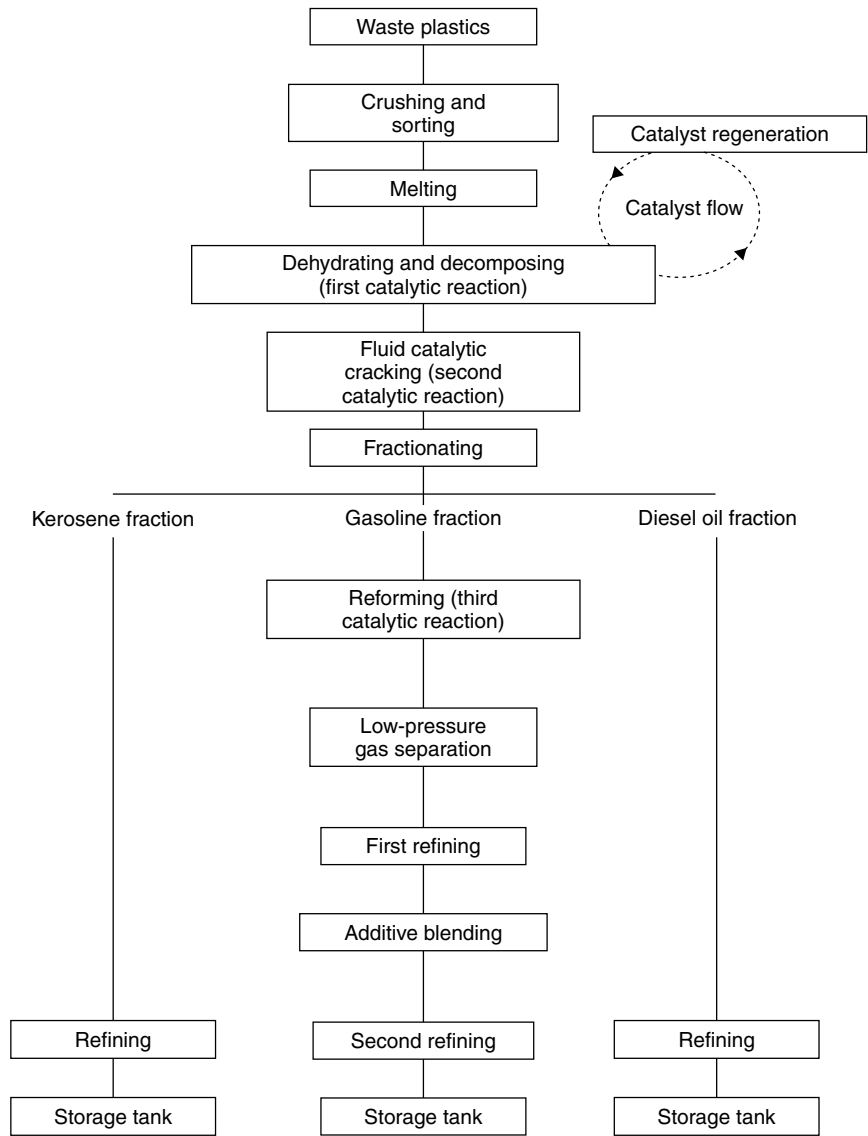 Waste plastics
Crushing and
sorting
Catalyst regeneration
Melting
Catalyst flow
Dehydrating and decomposing
(first catalytic reaction)
Fluid catalytic
cracking (second
catalytic reaction)
Fractionating
Kerosene fraction
Gasoline fraction
Diesel oil fraction
Reforming (third
catalytic reaction)
Low-pressure
gas separation
First refining
Additive blending
Refining
Second refining
Refining
Storage tank
Storage tank
Storage tank